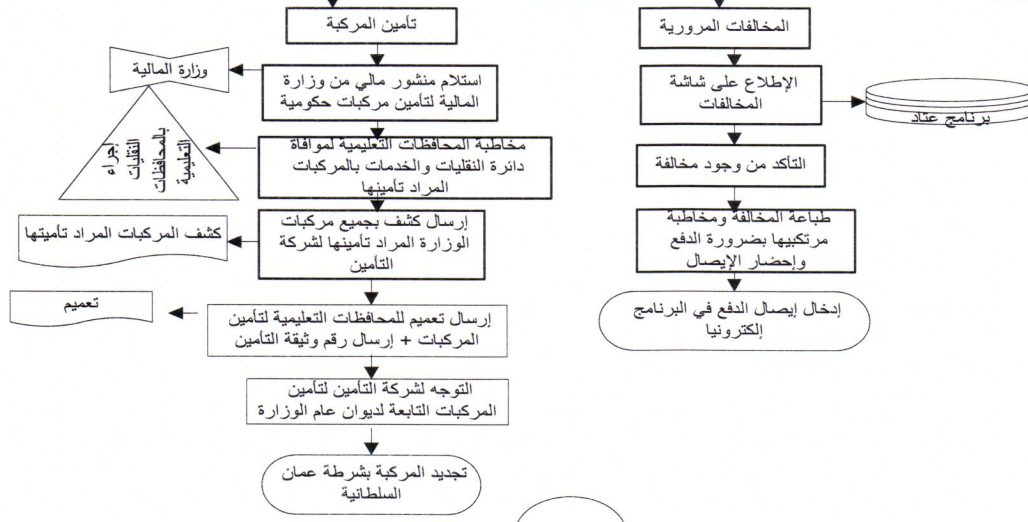 المخالفات المرورية
الإطلاع على شاشة
المخالفات
برنامج عتاد
التأكد من وجود مخالفة
طباعة المخالفة ومخاطبة
مرتكبيها بضرورة الدفع
وإحضار الإيصال
إدخال إيصال الدفع في البرنامج
إلكترونيا
تأمين المركبة
استلام منشور مالي من وزارة
المالية لتأمين مركبات حكومية
وزارة المالية
مخاطبة المحافظات التعليمية لموافاة
دائرة النقليات والخدمات بالمركبات
المراد تأمينها
إجراء
النقليات
بالمحافظات
التعليمية
إرسال كشف بجميع مركبات
الوزارة المراد تأمينها لشركة
التأمين
كشف المركبات المراد تأميتها
إرسال تعميم للمحافظات التعليمية لتأمين
المركبات + إرسال رقم وثيقة التأمين
تعميم
التوجه لشركة التأمين لتأمين
المركبات التابعة لديوان عام الوزارة
تجديد المركبة بشرطة عمان
السلطانية